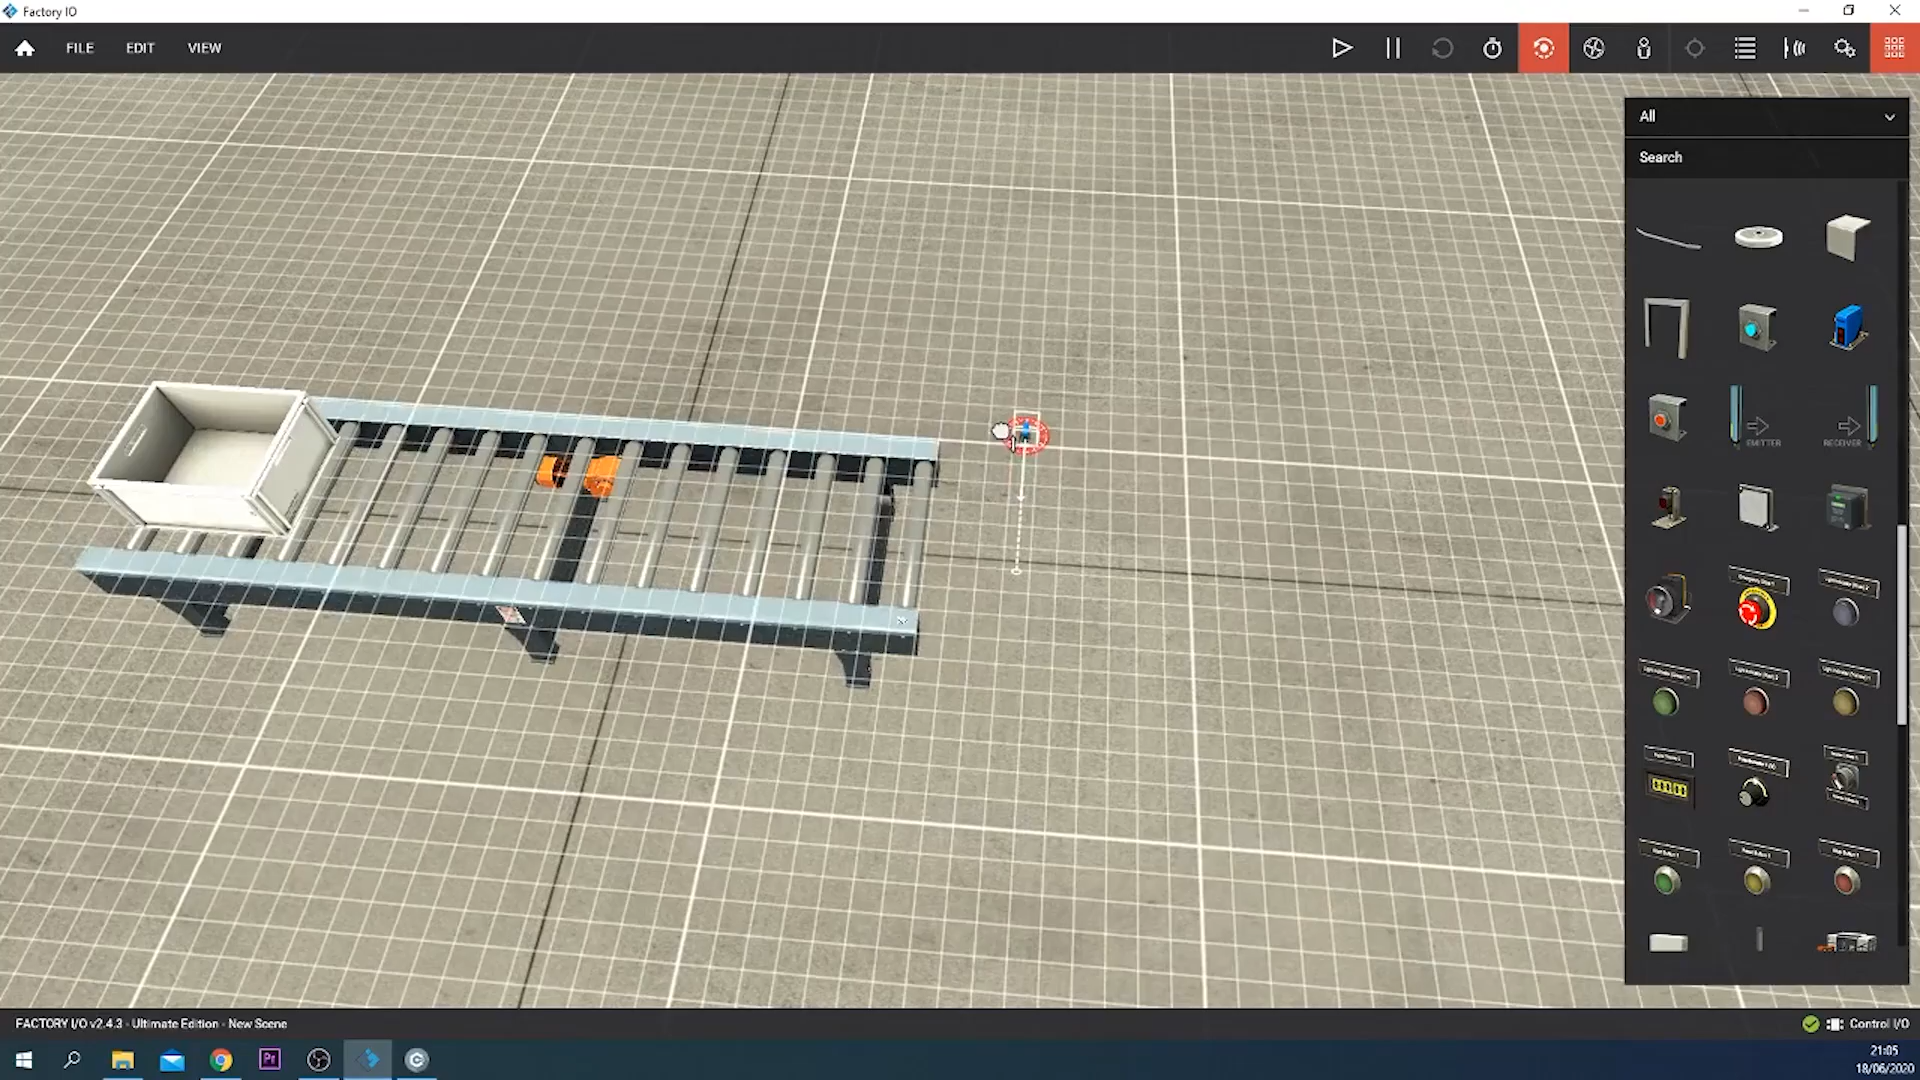 Factory IO
FILE EDIT VIEW
All
Search
EMITTER
RECEIVER
FACTORY I/O v2.4.3 - Ultimate Edition - New Scene
Control I/O
Pr
21:05
18/06/2020